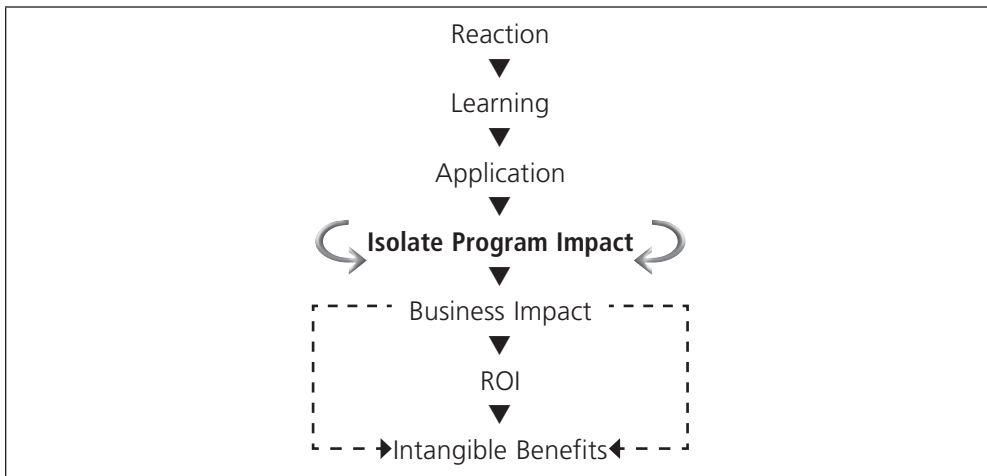 Reaction
Learning
Application
Isolate Program Impact
Business Impact
ROI
Intangible Benefits